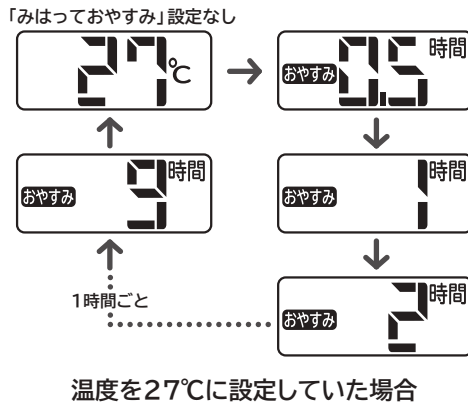 「みはっておやすみ」設定なし
27℃
おやすみ 0.5 時間
おやすみ 9 時間
おやすみ 1 時間
1時間ごと
おやすみ 2 時間
温度を27℃に設定していた場合